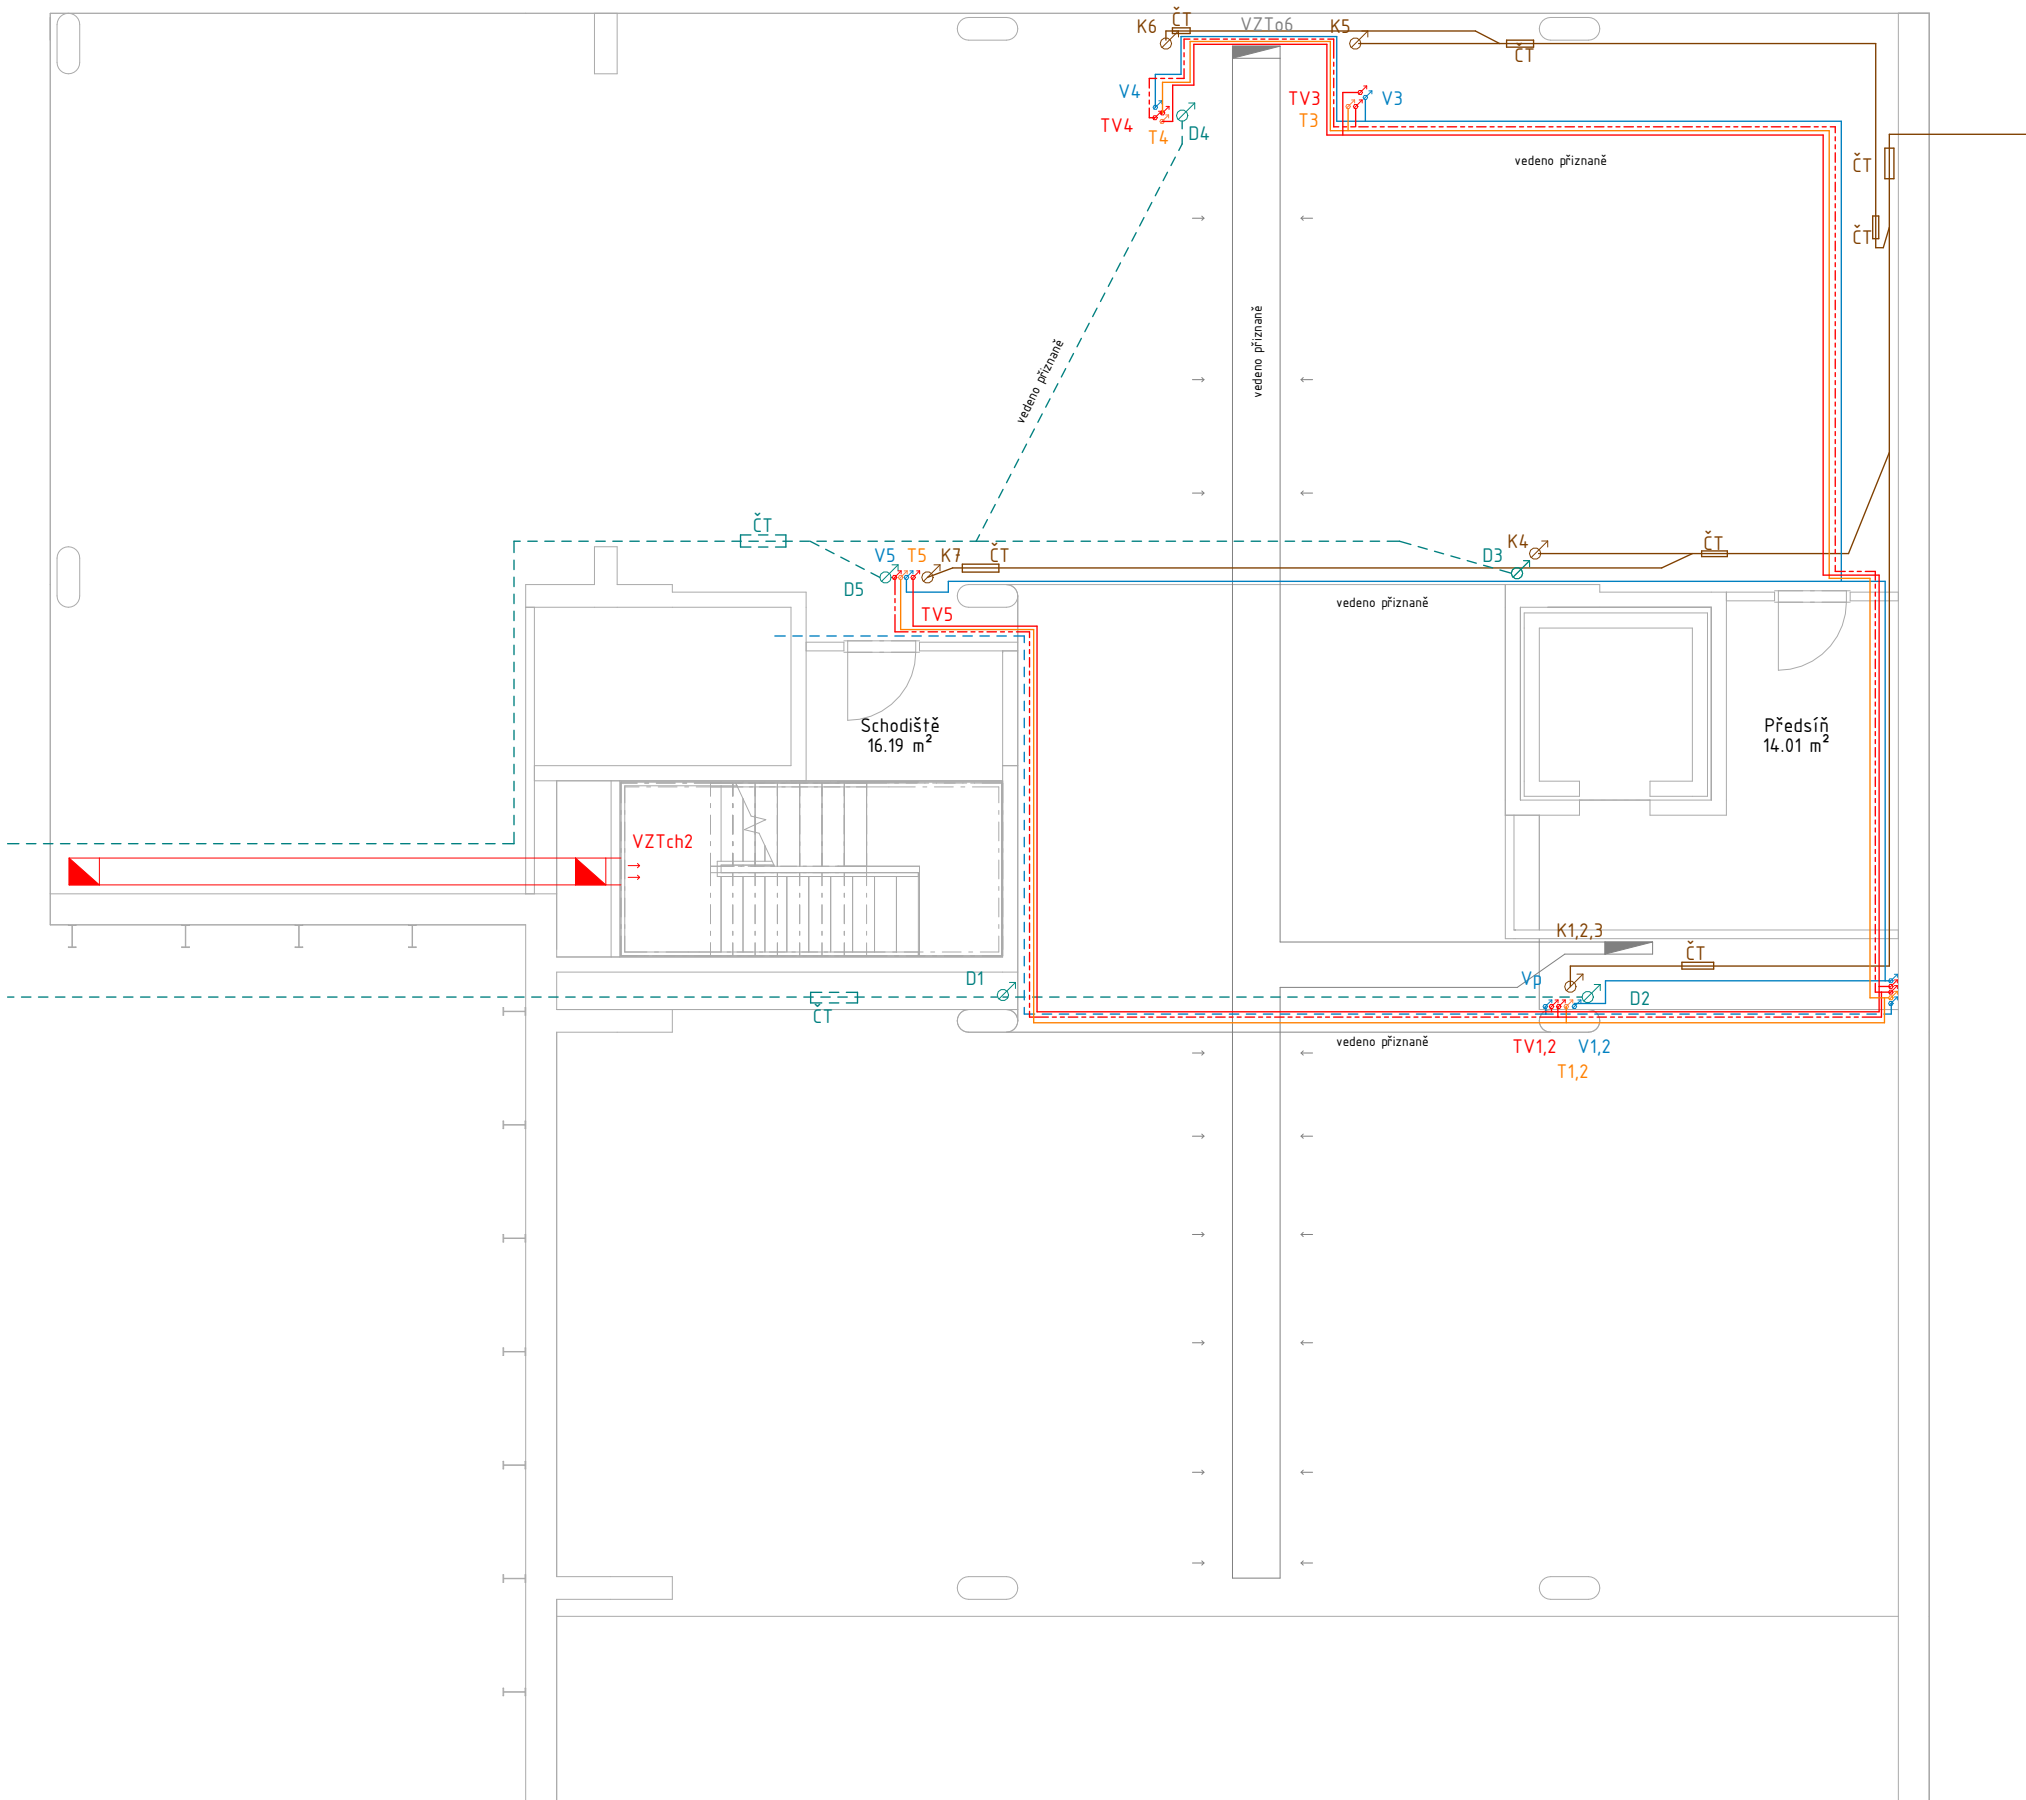 K6
ČT
VZTo6
K5
ČT
V4
TV3
V3
TV4
T4
D4
T3
vedeno přiznaně
ČT
ČT
vedeno přiznaně
vedeno přiznaně
ČT
V5
T5
K7
ČT
D3
K4
ČT
D5
vedeno přiznaně
TV5
Schodiště
16.19 m²
Předsíň
14.01 m²
VZTch2
K1,2,3
ČT
D1
Vp
D2
ČT
vedeno přiznaně
TV1,2
V1,2
T1,2